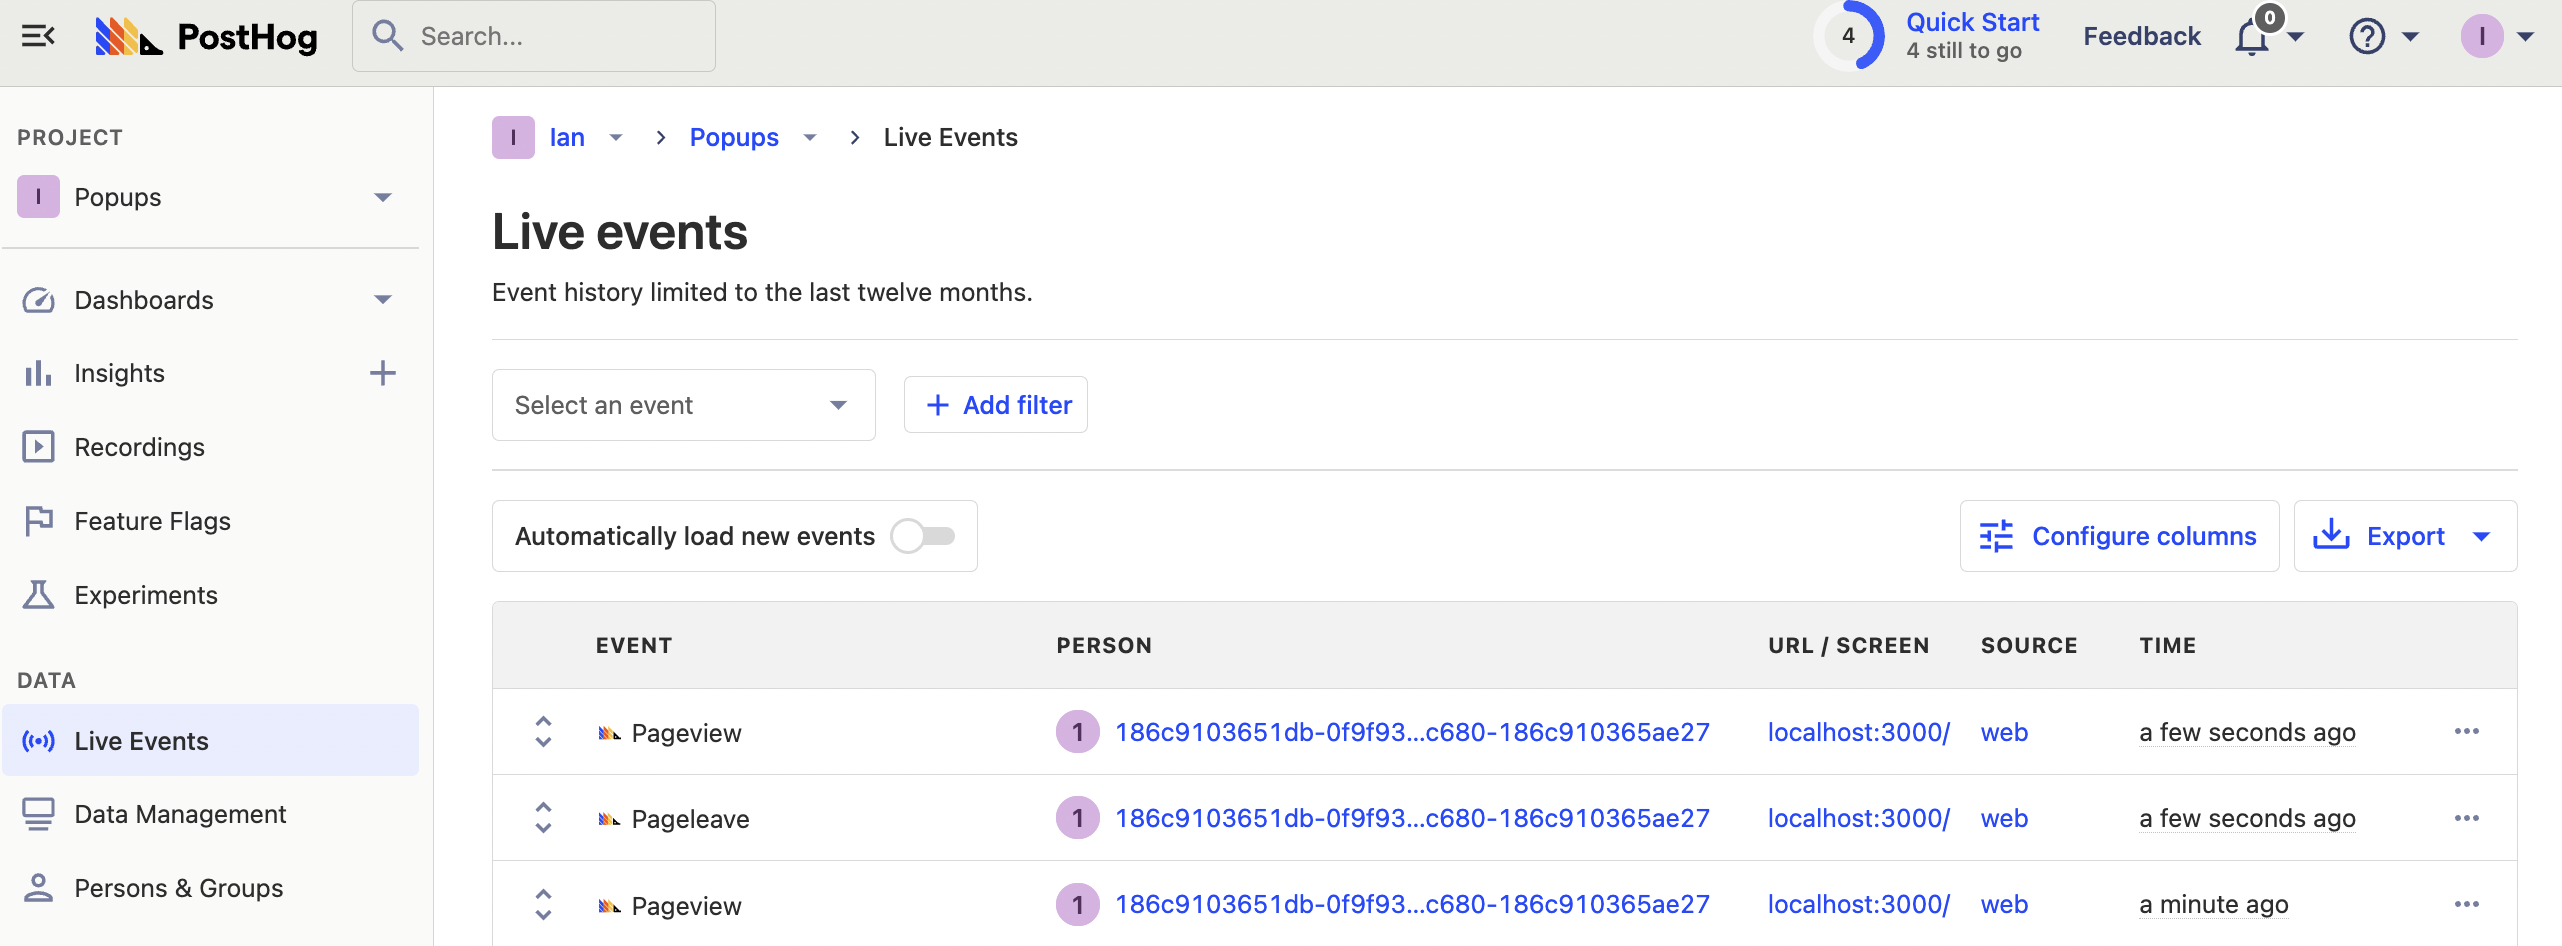 PostHog
Search...
4
Quick Start
4 still to go
Feedback
0
I
PROJECT
I Popups
Dashboards
Insights
Recordings
Feature Flags
Experiments
DATA
Live Events
Data Management
Persons & Groups
I Ian Popups Live Events
Live events
Event history limited to the last twelve months.
Select an event
Add filter
Automatically load new events
Configure columns
Export
EVENT PERSON URL / SCREEN SOURCE TIME
Pageview 1 186c9103651db-0f9f93...c680-186c910365ae27 localhost:3000/ web a few seconds ago
Pageleave 1 186c9103651db-0f9f93...c680-186c910365ae27 localhost:3000/ web a few seconds ago
Pageview 1 186c9103651db-0f9f93...c680-186c910365ae27 localhost:3000/ web a minute ago